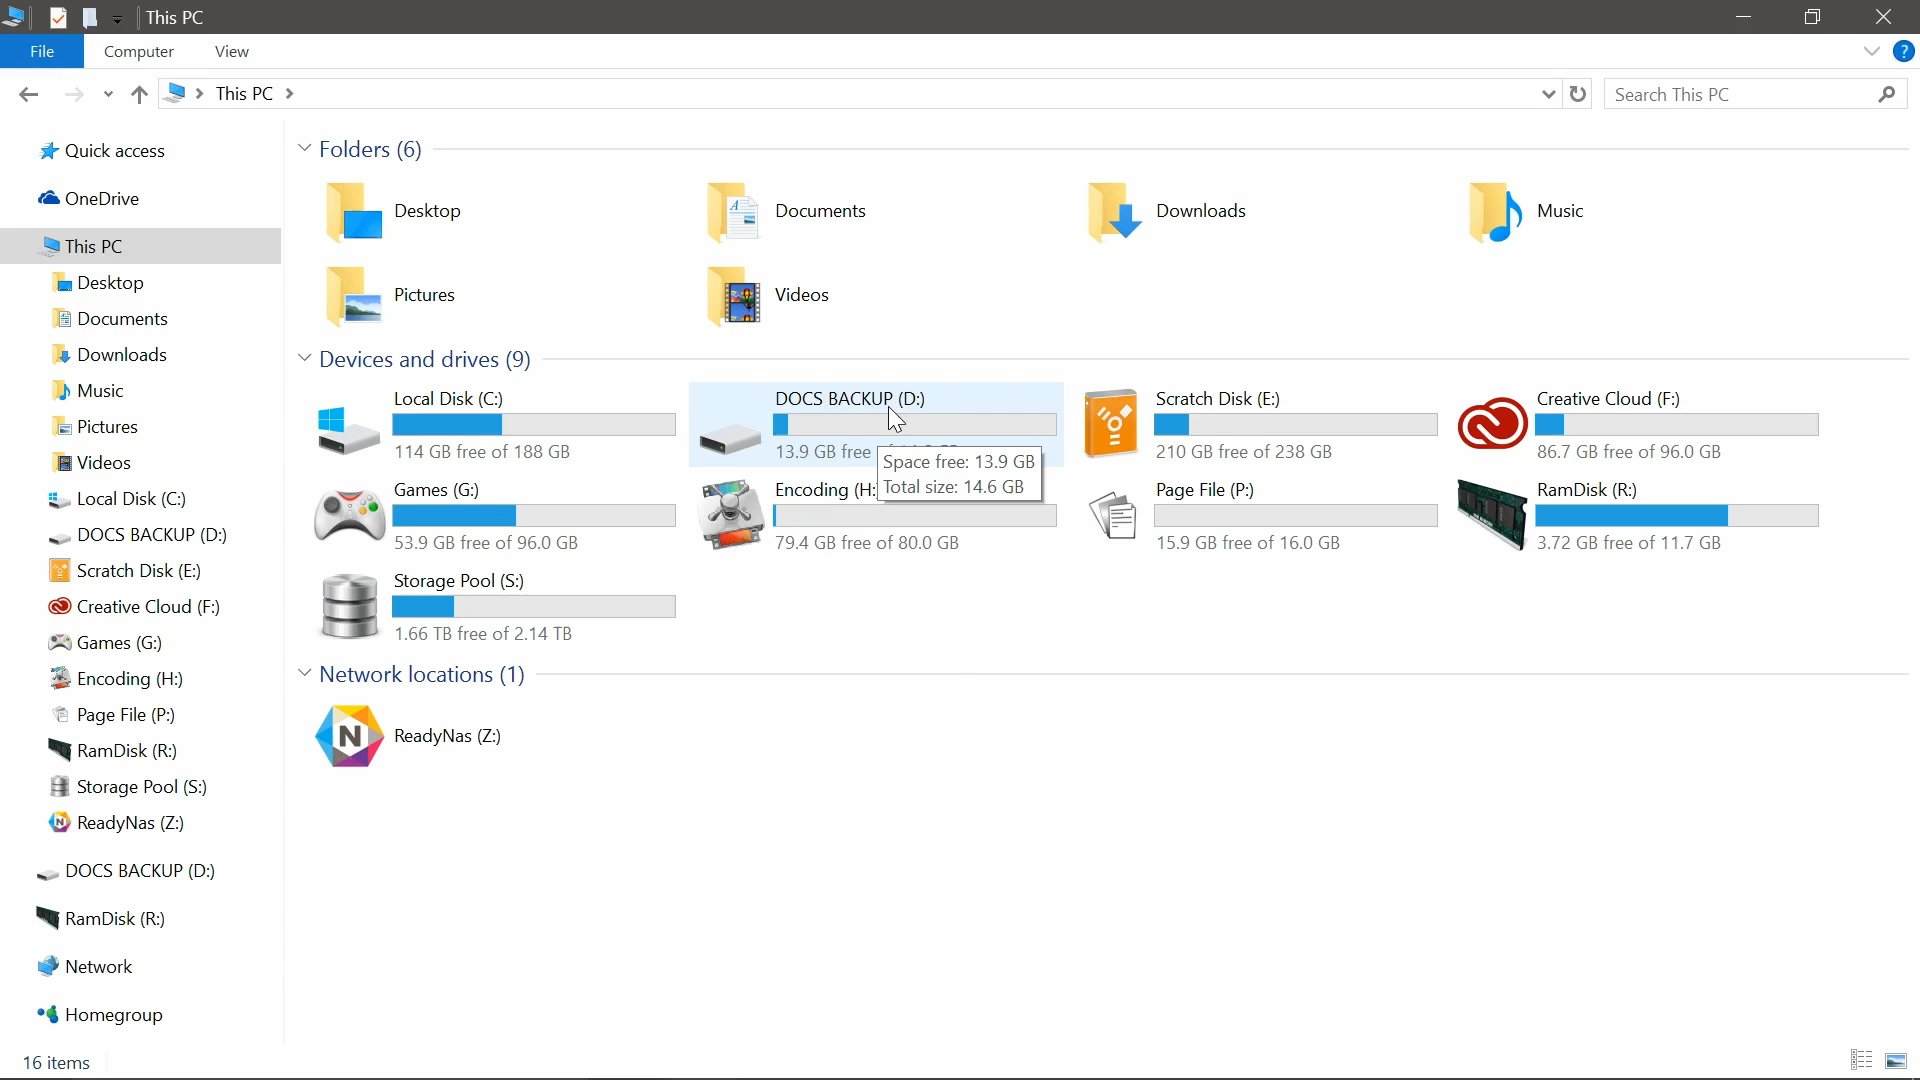 This PC
File
Computer
View
?
This PC
Search This PC
Quick access
OneDrive
This PC
Desktop
Documents
Downloads
Music
Pictures
Videos
Local Disk (C:)
DOCS BACKUP (D:)
Scratch Disk (E:)
Creative Cloud (F:)
Games (G:)
Encoding (H:)
Page File (P:)
RamDisk (R:)
Storage Pool (S:)
ReadyNas (Z:)
DOCS BACKUP (D:)
RamDisk (R:)
Network
Homegroup
Folders (6)
Desktop
Documents
Downloads
Music
Pictures
Videos
Devices and drives (9)
Local Disk (C:)
114 GB free of 188 GB
DOCS BACKUP (D:)
13.9 GB free
Space free: 13.9 GB
Total size: 14.6 GB
Scratch Disk (E:)
210 GB free of 238 GB
Creative Cloud (F:)
86.7 GB free of 96.0 GB
Games (G:)
53.9 GB free of 96.0 GB
Encoding (H:
79.4 GB free of 80.0 GB
Page File (P:)
15.9 GB free of 16.0 GB
RamDisk (R:)
3.72 GB free of 11.7 GB
Storage Pool (S:)
1.66 TB free of 2.14 TB
Network locations (1)
N
ReadyNas (Z:)
16 items